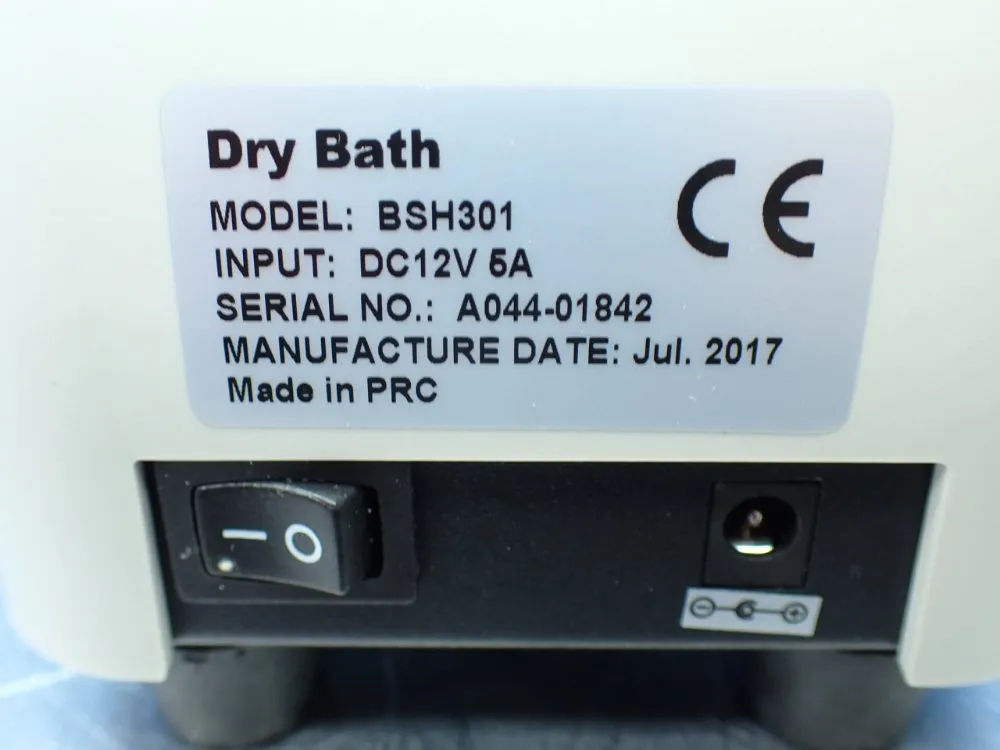 Dry Bath
CE
MODEL: BSH301
INPUT: DC12V 5A
SERIAL NO.: A044-01842
MANUFACTURE DATE: Jul. 2017
Made in PRC